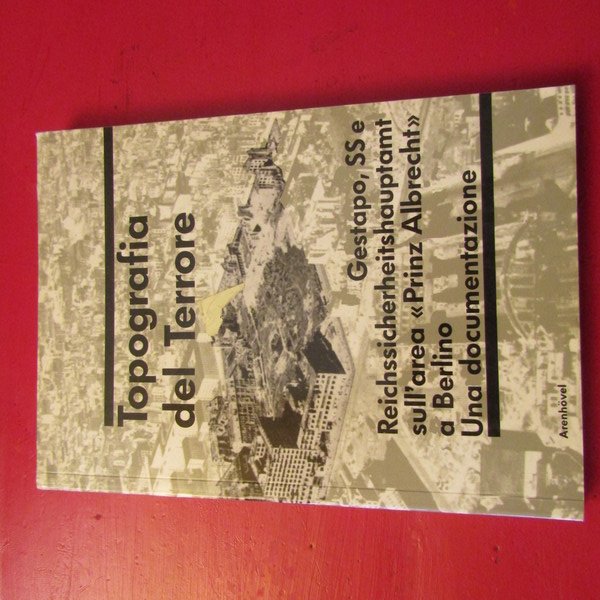 Topografia
del Terrore
Gestapo, SS e
Reichssicherheitshauptamt
sull'area «Prinz Albrecht»
a Berlino
Una documentazione
Arenhövel